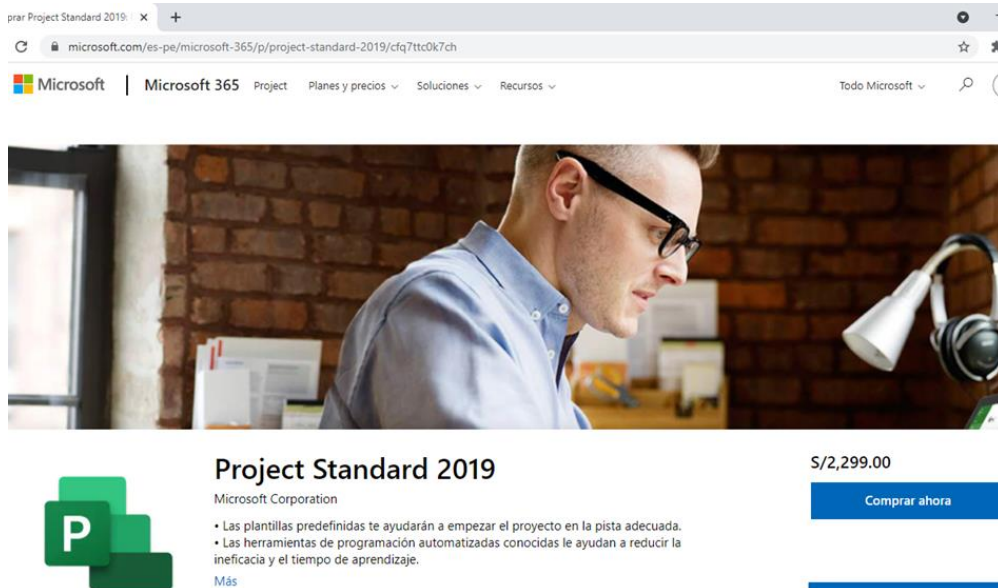 prar Project Standard 2019:
microsoft.com/es-pe/microsoft-365/p/project-standard-2019/cfq7ttc0k7ch
Microsoft Microsoft 365 Project Planes y precios Soluciones Recursos Todo Microsoft
Project Standard 2019
S/2,299.00
Microsoft Corporation
Comprar ahora
• Las plantillas predefinidas te ayudarán a empezar el proyecto en la pista adecuada.
• Las herramientas de programación automatizadas conocidas le ayudan a reducir la
ineficacia y el tiempo de aprendizaje.
Más
P